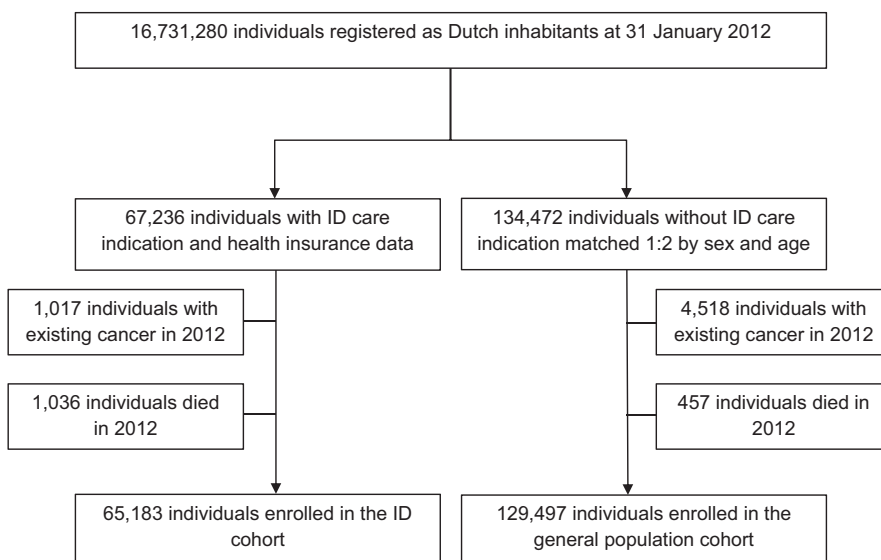 16,731,280 individuals registered as Dutch inhabitants at 31 January 2012
67,236 individuals with ID care
indication and health insurance data
134,472 individuals without ID care
indication matched 1:2 by sex and age
1,017 individuals with
existing cancer in 2012
4,518 individuals with
existing cancer in 2012
1,036 individuals died
in 2012
457 individuals died in
2012
65,183 individuals enrolled in the ID
cohort
129,497 individuals enrolled in the
general population cohort